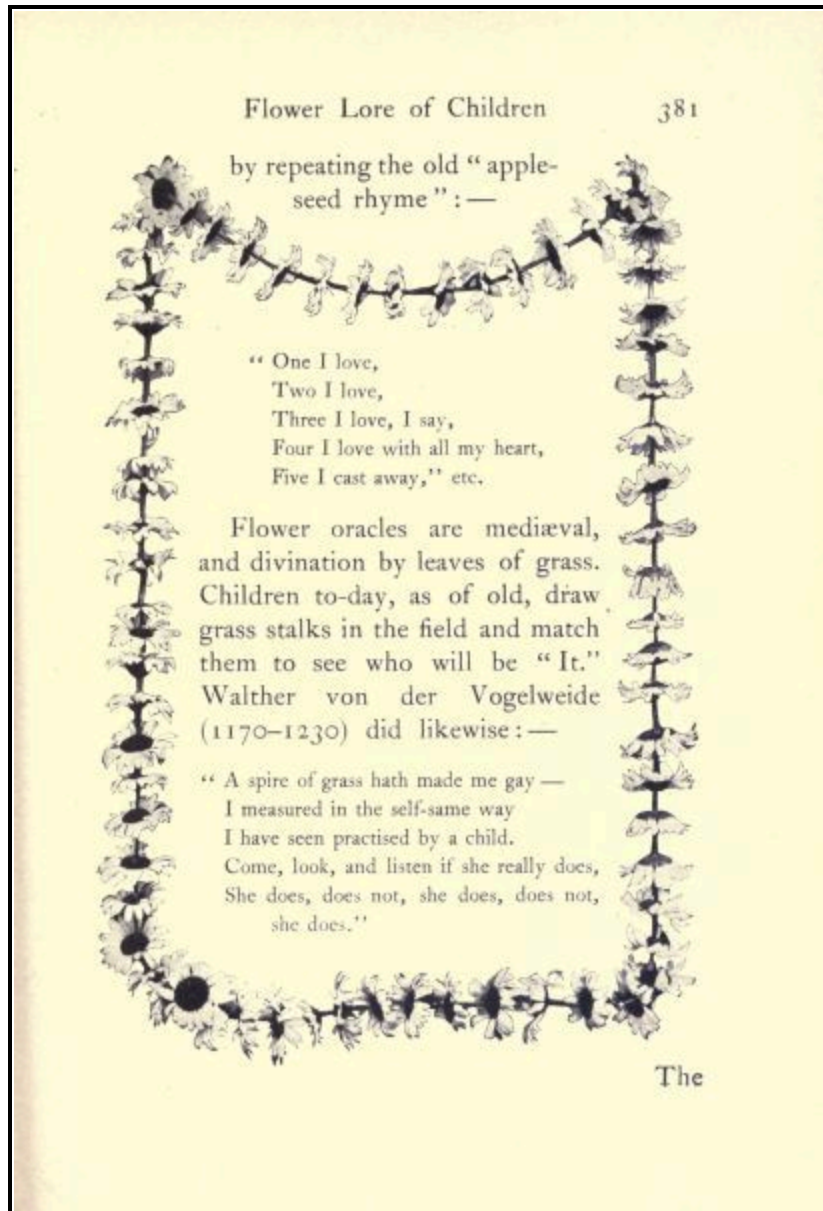 Flower Lore of Children 381
by repeating the old “ apple-
seed rhyme ” : —
“ One I love,
Two I love,
Three I love, I say,
Four I love with all my heart,
Five I cast away,” etc.
Flower oracles are mediæval,
and divination by leaves of grass.
Children to-day, as of old, draw
grass stalks in the field and match
them to see who will be “ It.”
Walther von der Vogelweide
(1170–1230) did likewise : —
“ A spire of grass hath made me gay —
I measured in the self-same way
I have seen practised by a child.
Come, look, and listen if she really does,
She does, does not, she does, does not,
she does.”
The